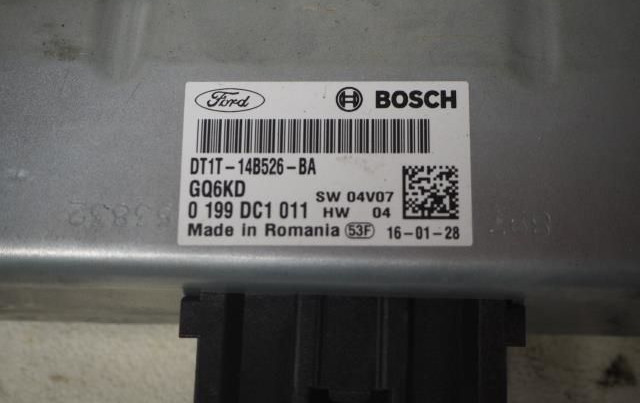 Ford BOSCH
DT1T-14B526-BA
GQ6KD
SW 04V07
0 199 DC1 011 HW 04
Made in Romania 53F 16-01-28